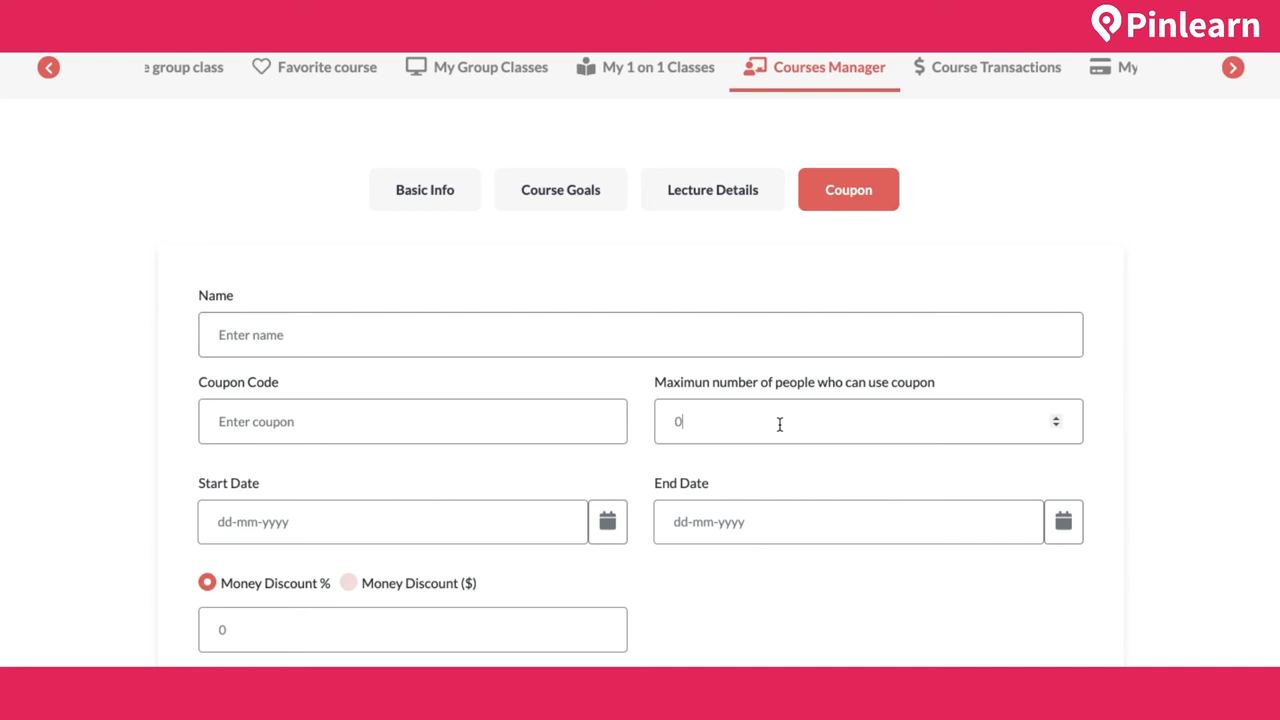 Pinlearn
e group class Favorite course My Group Classes My 1 on 1 Classes Courses Manager Course Transactions My
Basic Info Course Goals Lecture Details Coupon
Name
Enter name
Coupon Code Maximun number of people who can use coupon
Enter coupon 0
Start Date End Date
dd-mm-yyyy dd-mm-yyyy
Money Discount % Money Discount ($)
0